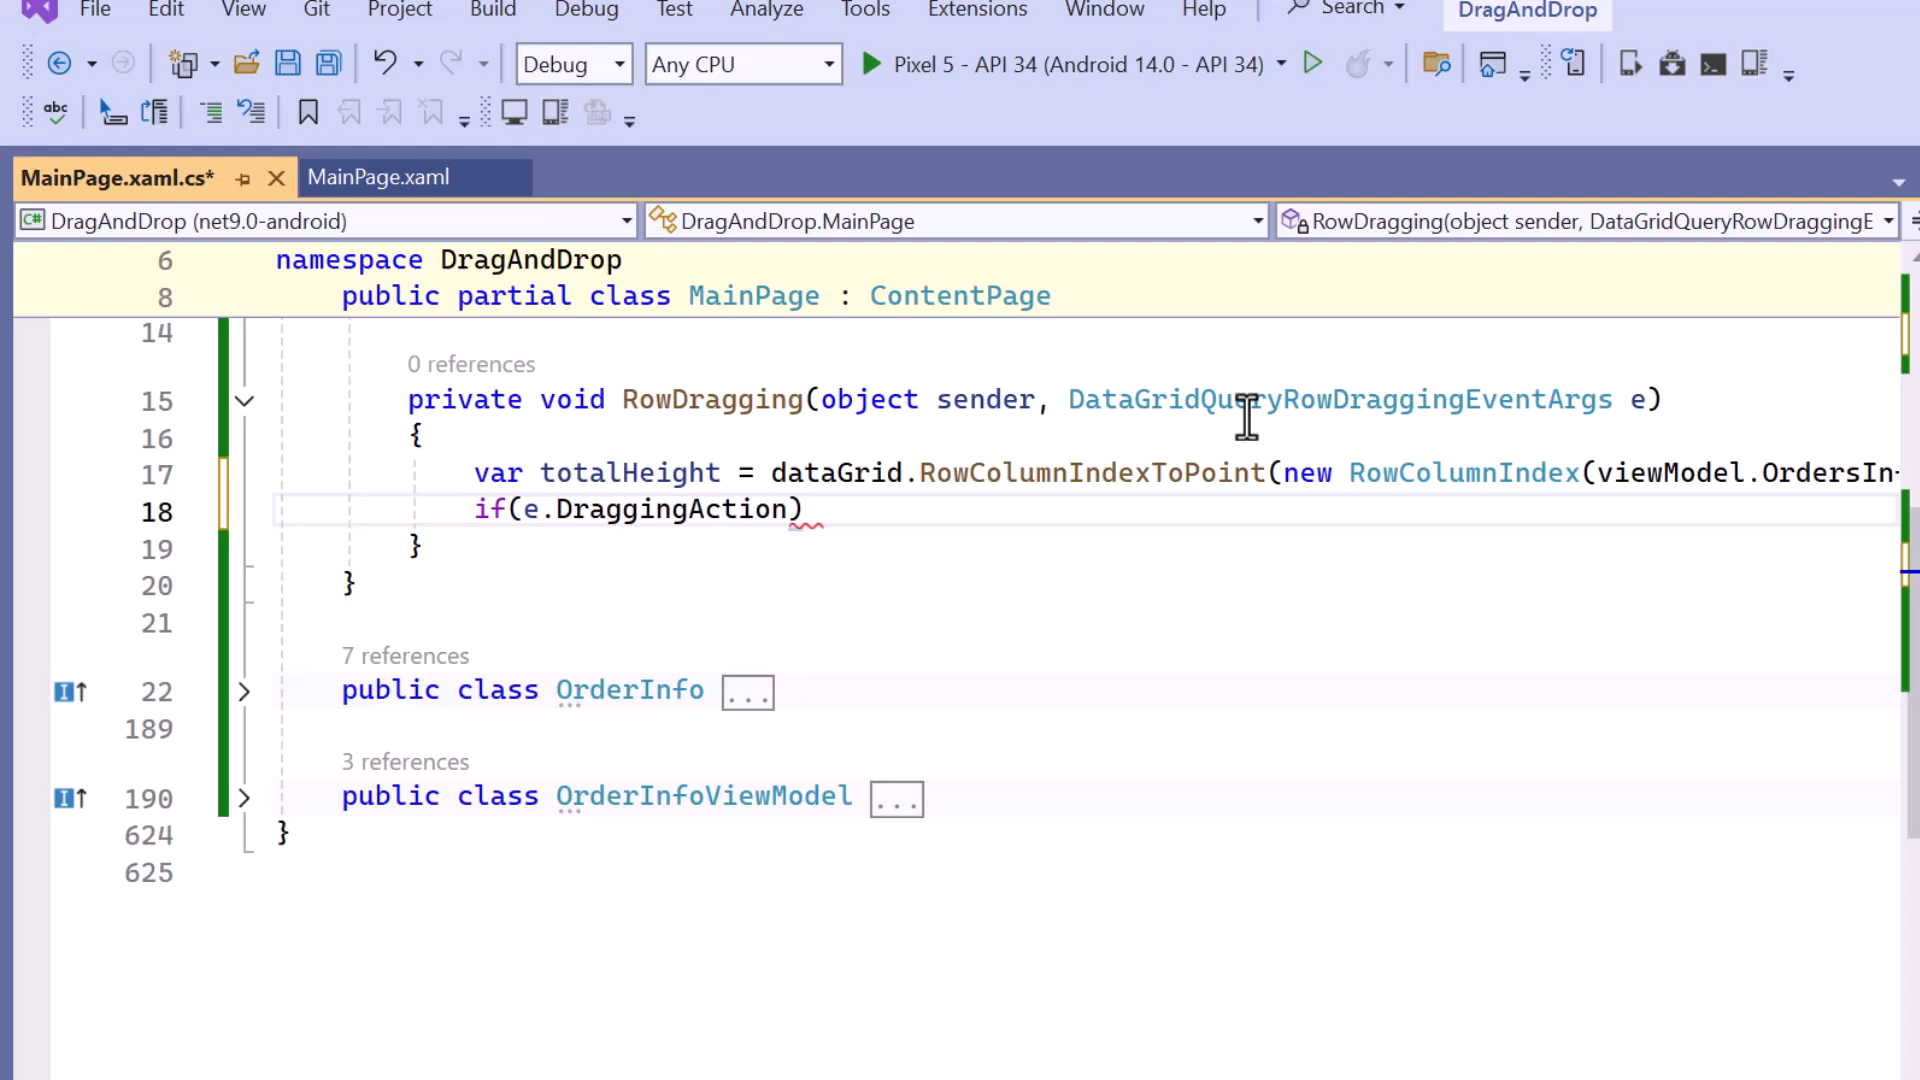 File Edit View Git Project Build Debug Test Analyze Tools Extensions Window Help Search DragAndDrop
Debug Any CPU Pixel 5 - API 34 (Android 14.0 - API 34)
abc
MainPage.xaml.cs* MainPage.xaml
C# DragAndDrop (net9.0-android) DragAndDrop.MainPage RowDragging(object sender, DataGridQueryRowDraggingE
6 namespace DragAndDrop
8 public partial class MainPage : ContentPage
14
0 references
15 private void RowDragging(object sender, DataGridQueryRowDraggingEventArgs e)
16 {
17 var totalHeight = dataGrid.RowColumnIndexToPoint(new RowColumnIndex(viewModel.OrdersIn
18 if(e.DraggingAction)
19 }
20 }
21
7 references
22 public class OrderInfo ...
189
3 references
190 public class OrderInfoViewModel ...
624 }
625